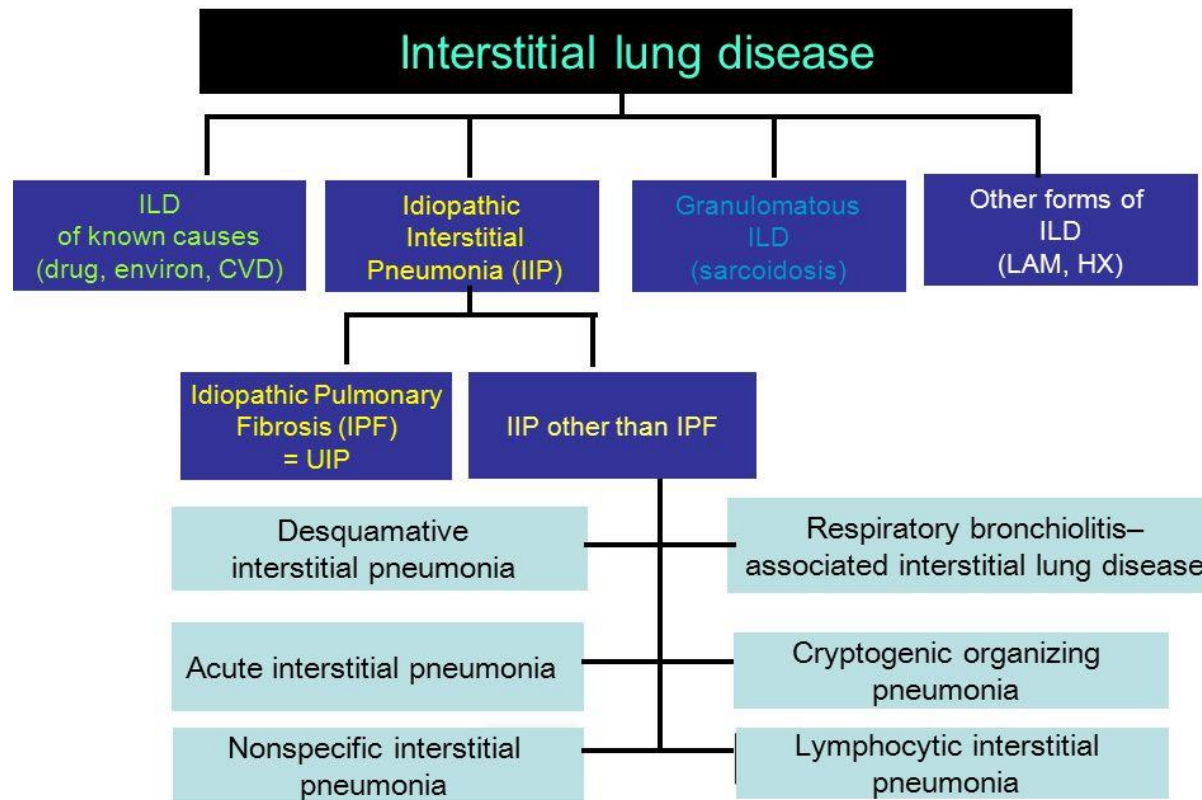 Interstitial lung disease
ILD
of known causes
(drug, environ, CVD)
Idiopathic
Interstitial
Pneumonia (IIP)
Granulomatous
ILD
(sarcoidosis)
Other forms of
ILD
(LAM, HX)
Idiopathic Pulmonary
Fibrosis (IPF)
= UIP
IIP other than IPF
Desquamative
interstitial pneumonia
Respiratory bronchiolitis–
associated interstitial lung disease
Acute interstitial pneumonia
Cryptogenic organizing
pneumonia
Nonspecific interstitial
pneumonia
Lymphocytic interstitial
pneumonia